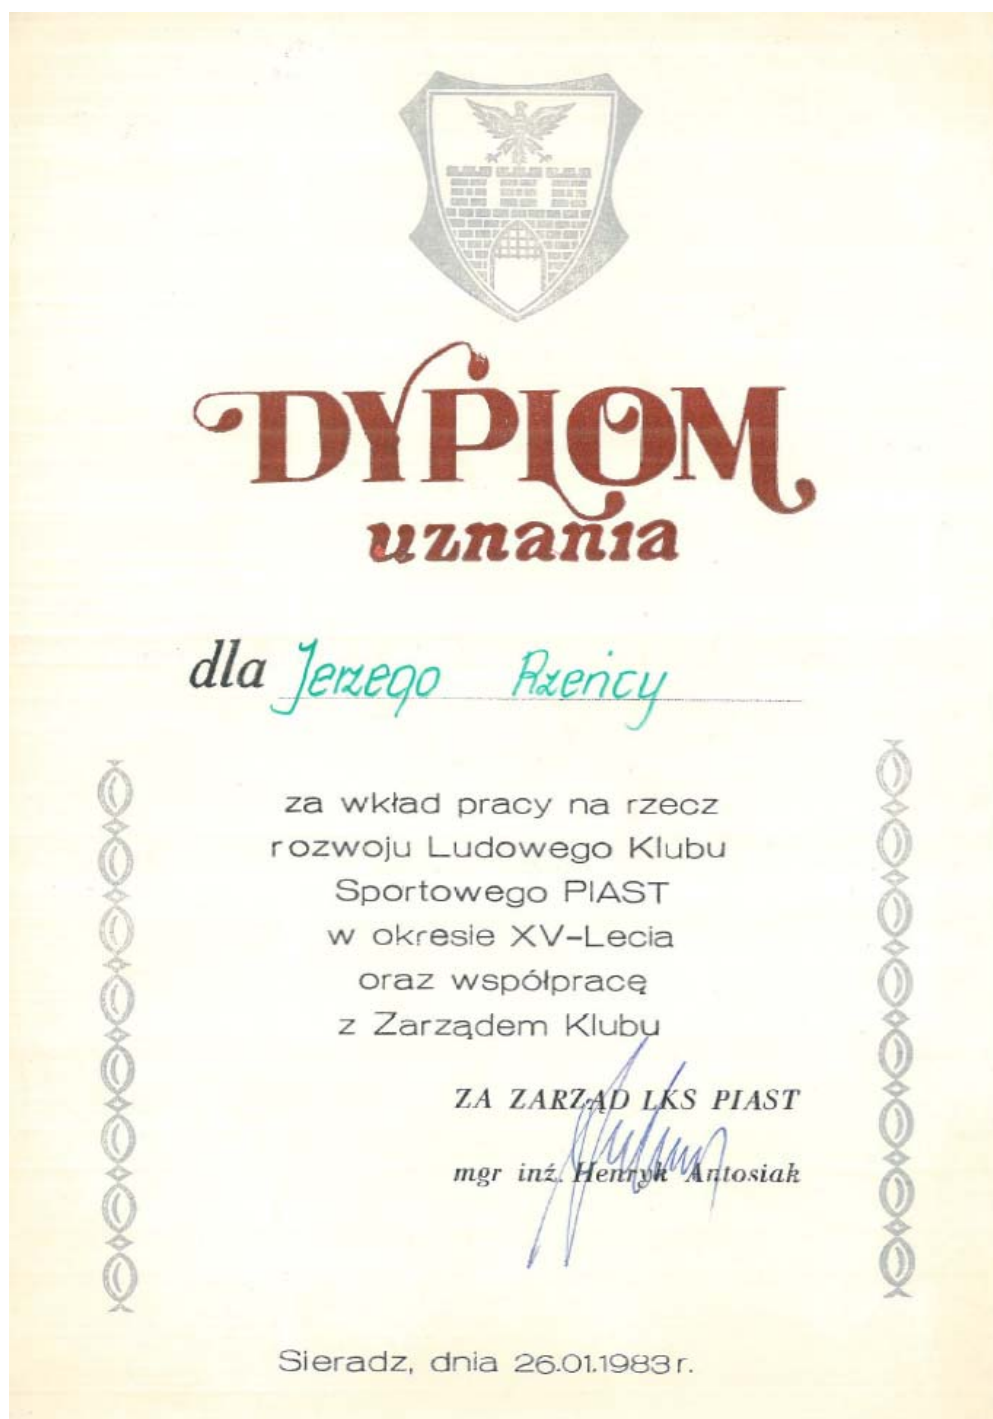 DYPLOM
uznania
dla Jerzego Rzeńcy
za wkład pracy na rzecz
rozwoju Ludowego Klubu
Sportowego PIAST
w okresie XV-Lecia
oraz współpracę
z Zarządem Klubu
ZA ZARZĄD LKS PIAST
mgr inż. Henryk Antosiak
Sieradz, dnia 26.01.1983 r.